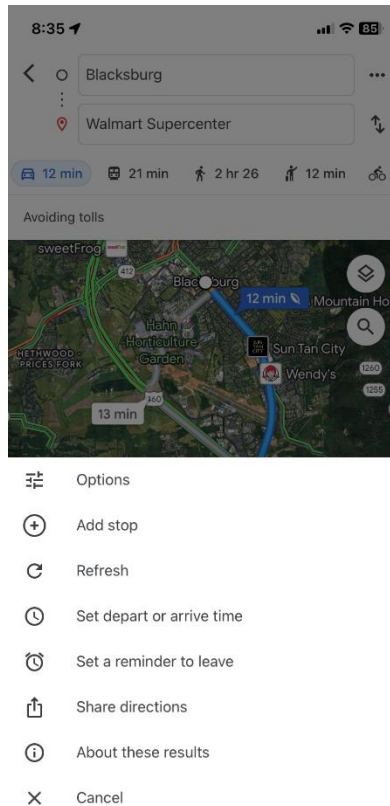 8:35
85
Blacksburg
Walmart Supercenter
12 min
21 min
2 hr 26
12 min
Avoiding tolls
sweetFrog
412
Blacksburg
12 min
Mountain Ho
Hahn
Horticulture
Garden
HETHWOOD
PRICES FORK
SUN TAN CITY
Sun Tan City
Wendy's
1260
1255
460
13 min
Options
Add stop
Refresh
Set depart or arrive time
Set a reminder to leave
Share directions
About these results
Cancel